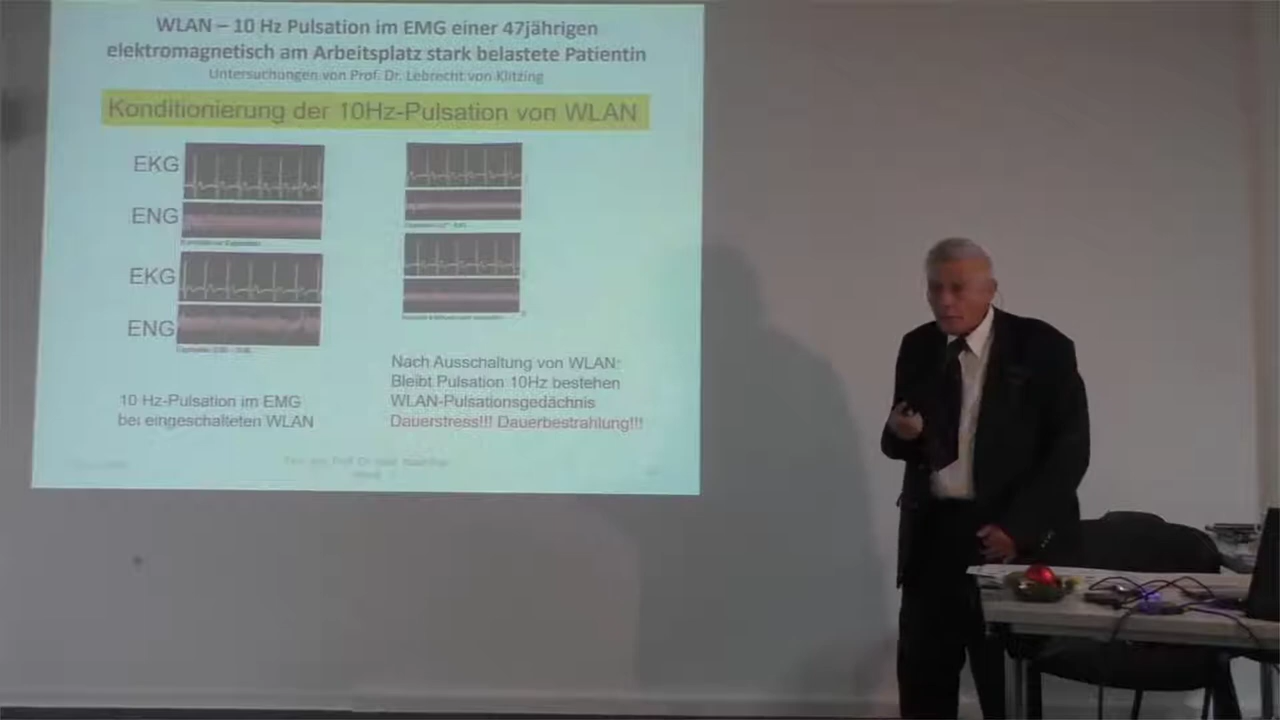 WLAN – 10 Hz Pulsation im EMG einer 47jährigen
elektromagnetisch am Arbeitsplatz stark belastete Patientin
Untersuchungen von Prof. Dr. Lebrecht von Klitzing
Konditionierung der 10Hz-Pulsation von WLAN
EKG
ENG
EKG
ENG
10 Hz-Pulsation im EMG
bei eingeschalteten WLAN
Nach Ausschaltung von WLAN:
Bleibt Pulsation 10Hz bestehen
WLAN-Pulsationsgedächnis
Dauerstress!!! Dauerbestrahlung!!!